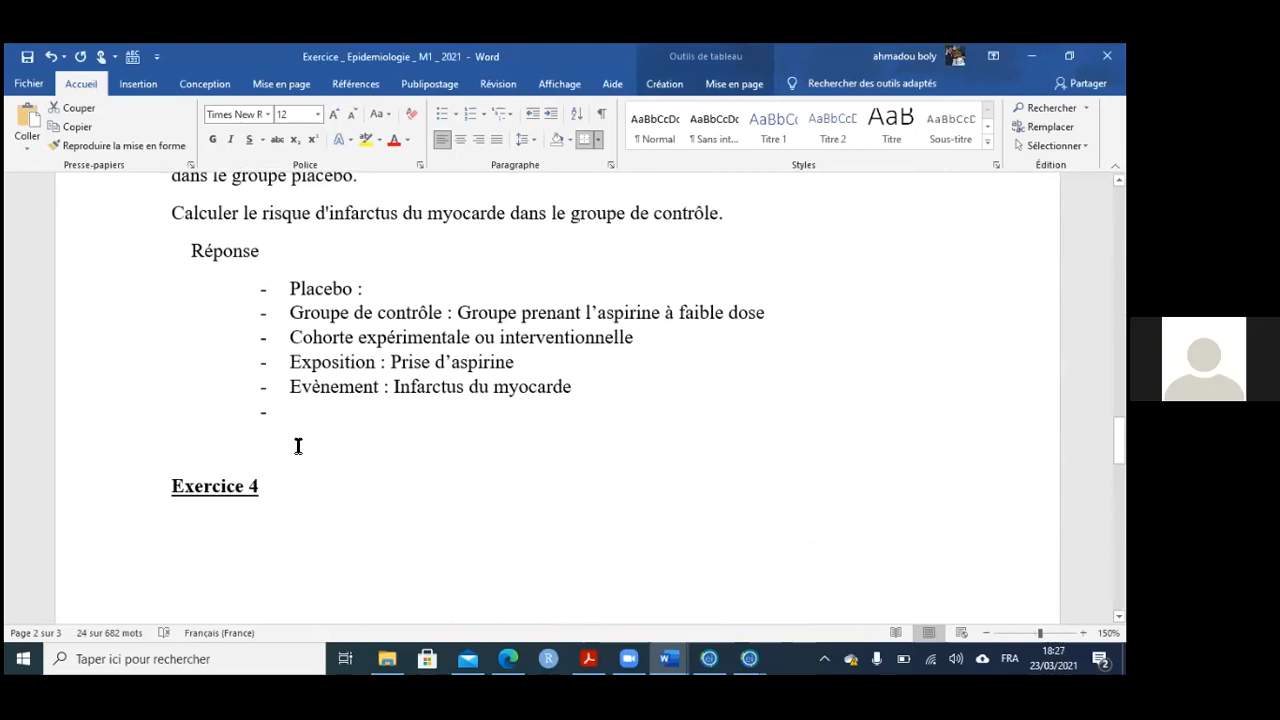 Exercice _ Epidemiologie _ M1 _ 2021 - Word
Outils de tableau
ahmadou boly
Fichier Accueil Insertion Conception Mise en page Références Publipostage Révision Affichage Aide Création Mise en page Rechercher des outils adaptés Partager
Coller
Couper
Copier
Reproduire la mise en forme
Presse-papiers
Times New R 12
Police
Paragraphe
AaBbCcDc AaBbCcDc AaBbCc AaBbCcD AaB AaBbCcD
¶ Normal ¶ Sans int... Titre 1 Titre 2 Titre Sous-titre
Styles
Rechercher
Remplacer
Sélectionner
Édition
dans le groupe placebo.
Calculer le risque d'infarctus du myocarde dans le groupe de contrôle.
Réponse
- Placebo :
- Groupe de contrôle : Groupe prenant l’aspirine à faible dose
- Cohorte expérimentale ou interventionnelle
- Exposition : Prise d’aspirine
- Evènement : Infarctus du myocarde
-
Exercice 4
Page 2 sur 3 24 sur 682 mots Français (France) 150%
Taper ici pour rechercher
FRA
18:27
23/03/2021
2